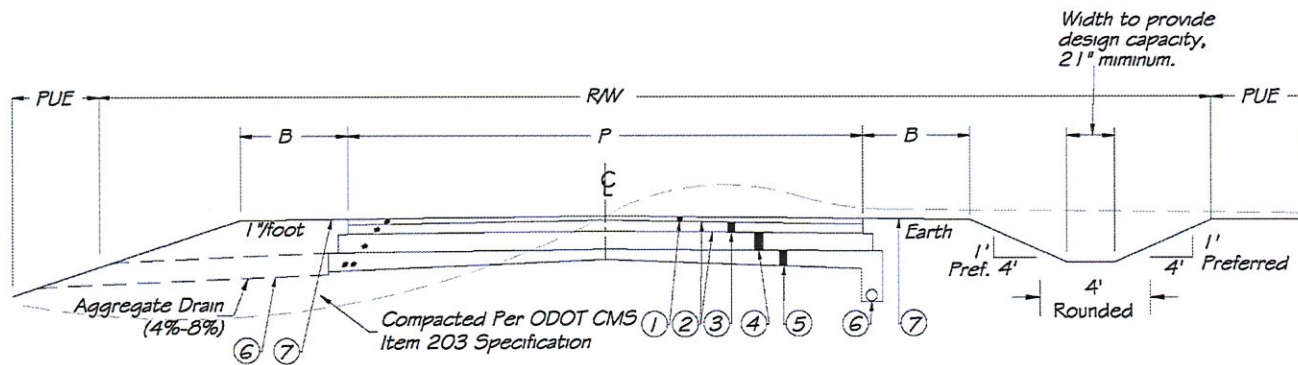 Width to provide
design capacity,
21" miminum.
PUE
R/W
PUE
B
P
B
℄
1"/foot
Earth
1'
Pref.
4'
4'
1'
Preferred
4'
Rounded
Aggregate Drain
(4%-8%)
Compacted Per ODOT CMS
Item 203 Specification
6
7
1
2
3
4
5
6
7